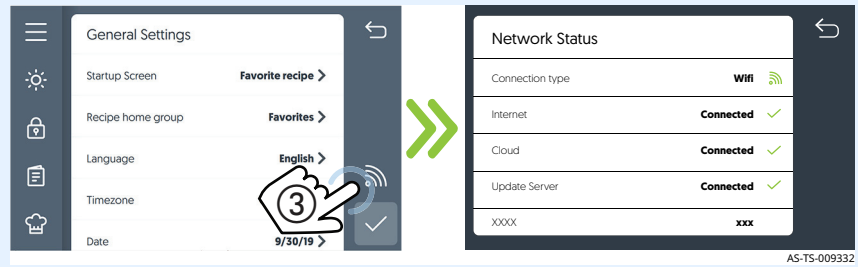 General Settings
Startup Screen Favorite recipe
Recipe home group Favorites
Language English
Timezone
3
Date 9/30/19
Network Status
Connection type Wifi
Internet Connected
Cloud Connected
Update Server Connected
XXXX xxx
AS-TS-009332